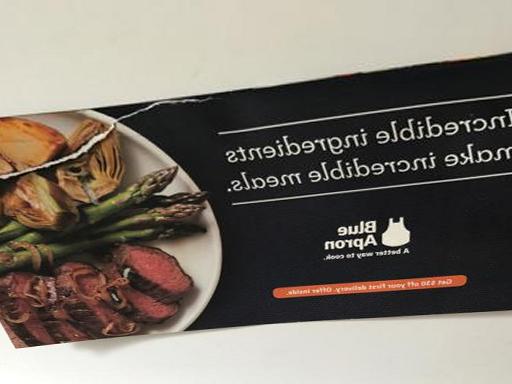 Incredible ingredients
make incredible meals.
Blue
Apron
A better way to cook.
Get $30 off your first delivery. Offer inside.